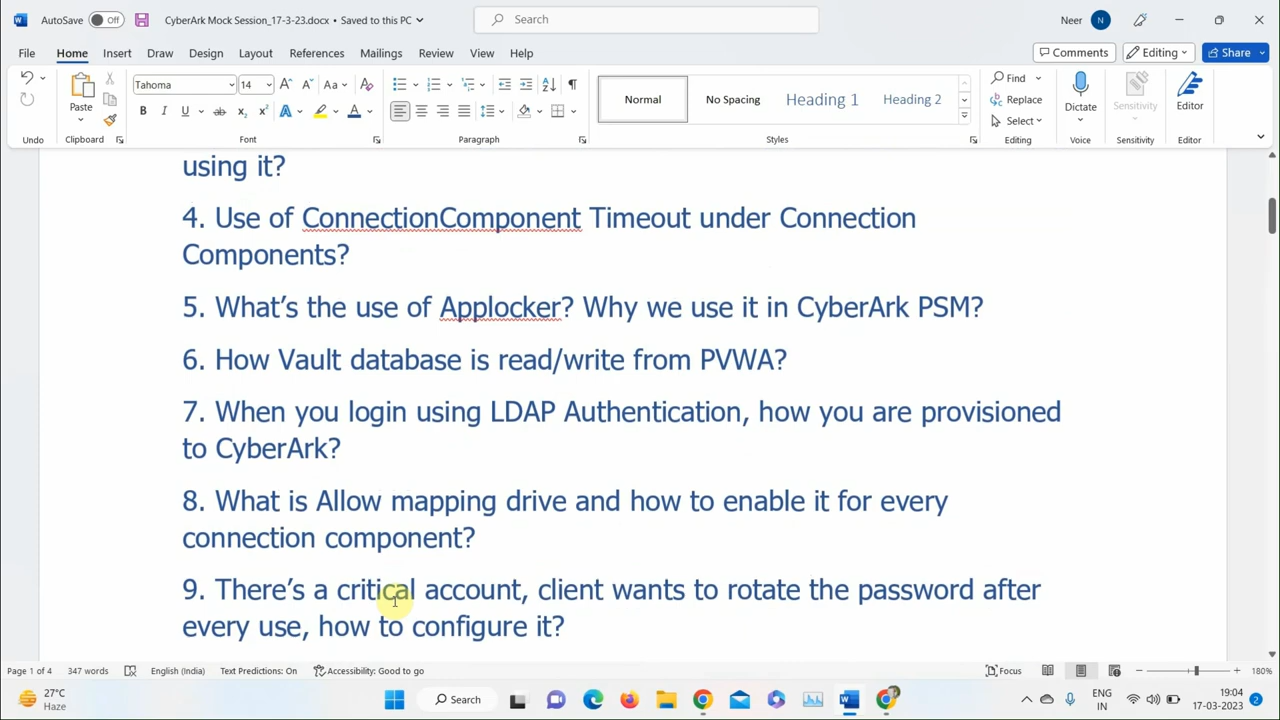 AutoSave Off CyberArk Mock Session_17-3-23.docx • Saved to this PC Search Neer N
File Home Insert Draw Design Layout References Mailings Review View Help Comments Editing Share
Tahoma 14 Aa Normal No Spacing Heading 1 Heading 2 Find
Paste Replace Dictate Sensitivity Editor
B I U ab x₂ x² A A Select
Undo Clipboard Font Paragraph Styles Editing Voice Sensitivity Editor
using it?
4. Use of ConnectionComponent Timeout under Connection
Components?
5. What’s the use of Applocker? Why we use it in CyberArk PSM?
6. How Vault database is read/write from PVWA?
7. When you login using LDAP Authentication, how you are provisioned
to CyberArk?
8. What is Allow mapping drive and how to enable it for every
connection component?
9. There’s a critical account, client wants to rotate the password after
every use, how to configure it?
Page 1 of 4 347 words English (India) Text Predictions: On Accessibility: Good to go Focus 180%
27°C Search ENG 19:04
Haze IN 17-03-2023 2